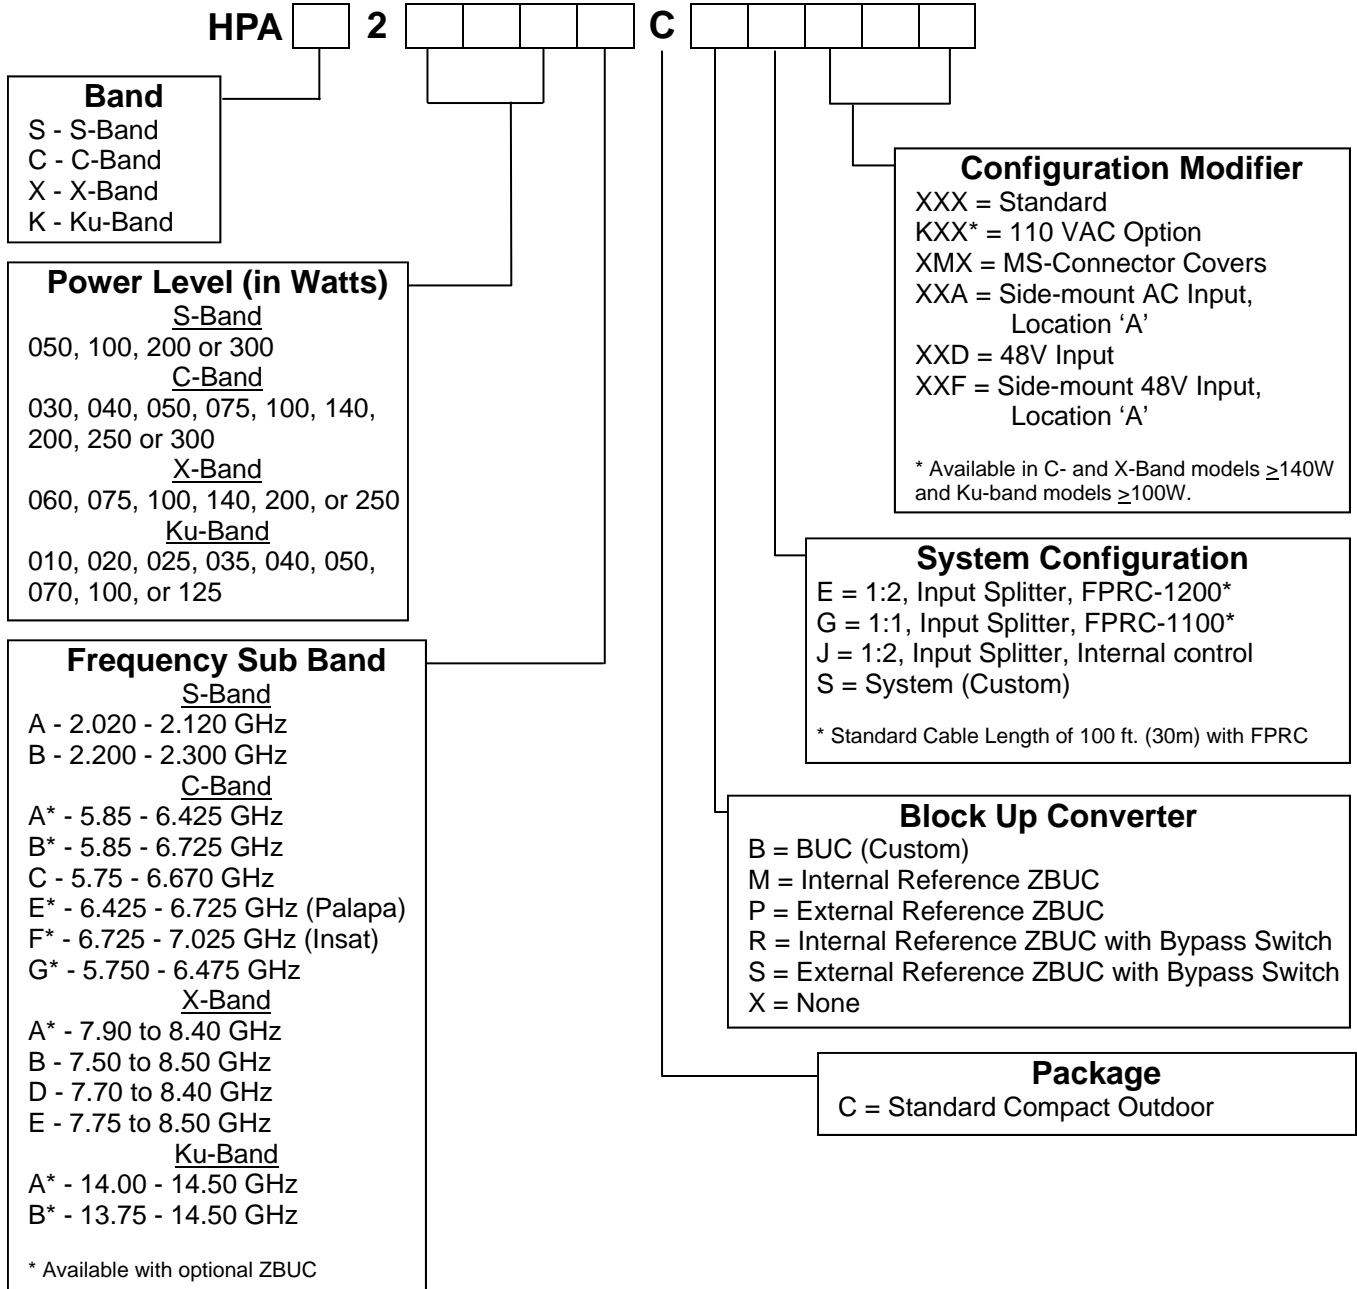 HPA 2 C
Band
S - S-Band
C - C-Band
X - X-Band
K - Ku-Band
Power Level (in Watts)
S-Band
050, 100, 200 or 300
C-Band
030, 040, 050, 075, 100, 140,
200, 250 or 300
X-Band
060, 075, 100, 140, 200, or 250
Ku-Band
010, 020, 025, 035, 040, 050,
070, 100, or 125
Frequency Sub Band
S-Band
A - 2.020 - 2.120 GHz
B - 2.200 - 2.300 GHz
C-Band
A* - 5.85 - 6.425 GHz
B* - 5.85 - 6.725 GHz
C - 5.75 - 6.670 GHz
E* - 6.425 - 6.725 GHz (Palapa)
F* - 6.725 - 7.025 GHz (Insat)
G* - 5.750 - 6.475 GHz
X-Band
A* - 7.90 to 8.40 GHz
B - 7.50 to 8.50 GHz
D - 7.70 to 8.40 GHz
E - 7.75 to 8.50 GHz
Ku-Band
A* - 14.00 - 14.50 GHz
B* - 13.75 - 14.50 GHz
* Available with optional ZBUC
Configuration Modifier
XXX = Standard
KXX* = 110 VAC Option
XMX = MS-Connector Covers
XXA = Side-mount AC Input,
Location ‘A’
XXD = 48V Input
XXF = Side-mount 48V Input,
Location ‘A’
* Available in C- and X-Band models >140W
and Ku-band models >100W.
System Configuration
E = 1:2, Input Splitter, FPRC-1200*
G = 1:1, Input Splitter, FPRC-1100*
J = 1:2, Input Splitter, Internal control
S = System (Custom)
* Standard Cable Length of 100 ft. (30m) with FPRC
Block Up Converter
B = BUC (Custom)
M = Internal Reference ZBUC
P = External Reference ZBUC
R = Internal Reference ZBUC with Bypass Switch
S = External Reference ZBUC with Bypass Switch
X = None
Package
C = Standard Compact Outdoor